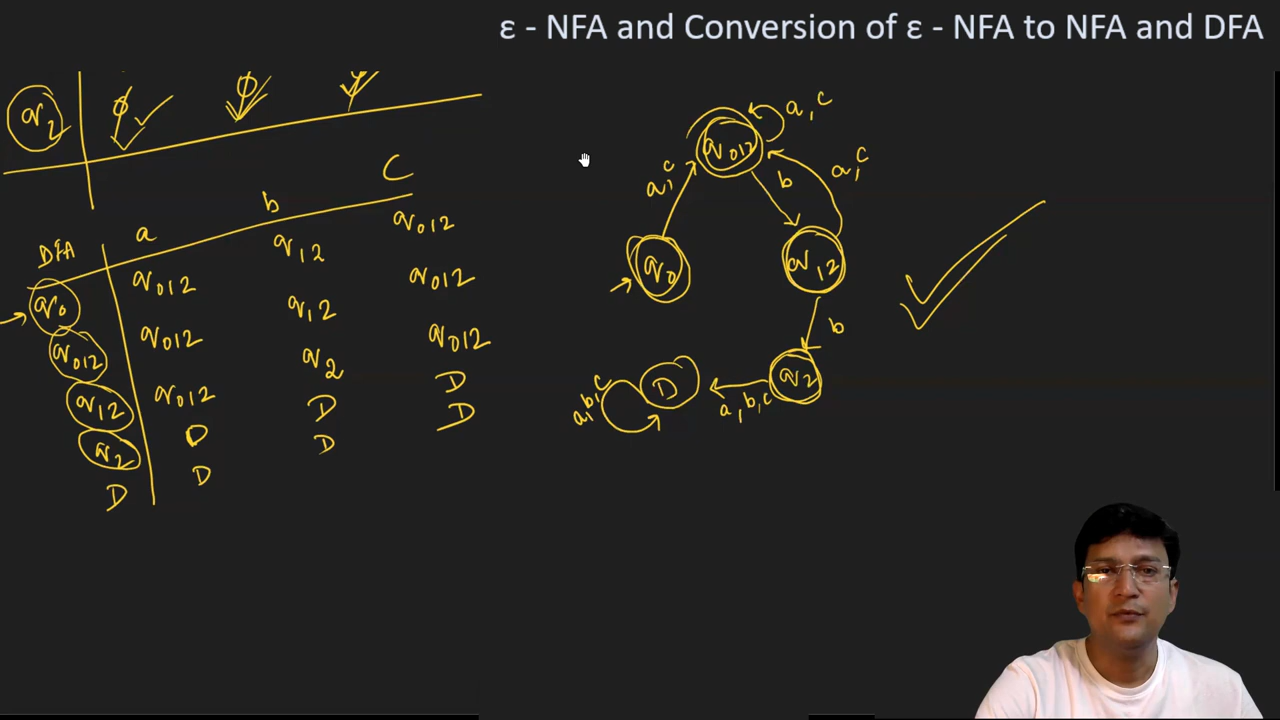 ε - NFA and Conversion of ε - NFA to NFA and DFA
q2 ϕ ϕ
DFA a b C
q0 q012 q12 q012
q012 q012 q12 q012
q12 q012 q2 q012
q2 D D D
D D D D
a, c
q012
a, c
b
a, c
q0
q12
b
q2
D
a, b, c
a, b, c